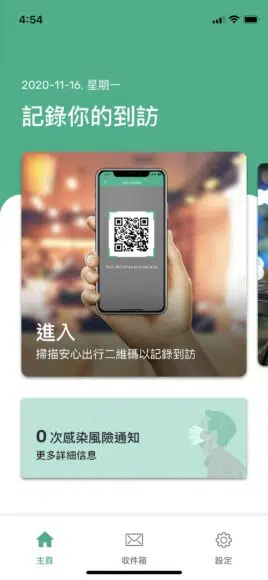 4:54
2020-11-16, 星期一
記錄你的到訪
進入
掃描安心出行二維碼以記錄到訪
0 次感染風險通知
更多詳細信息
主頁
收件箱
設定